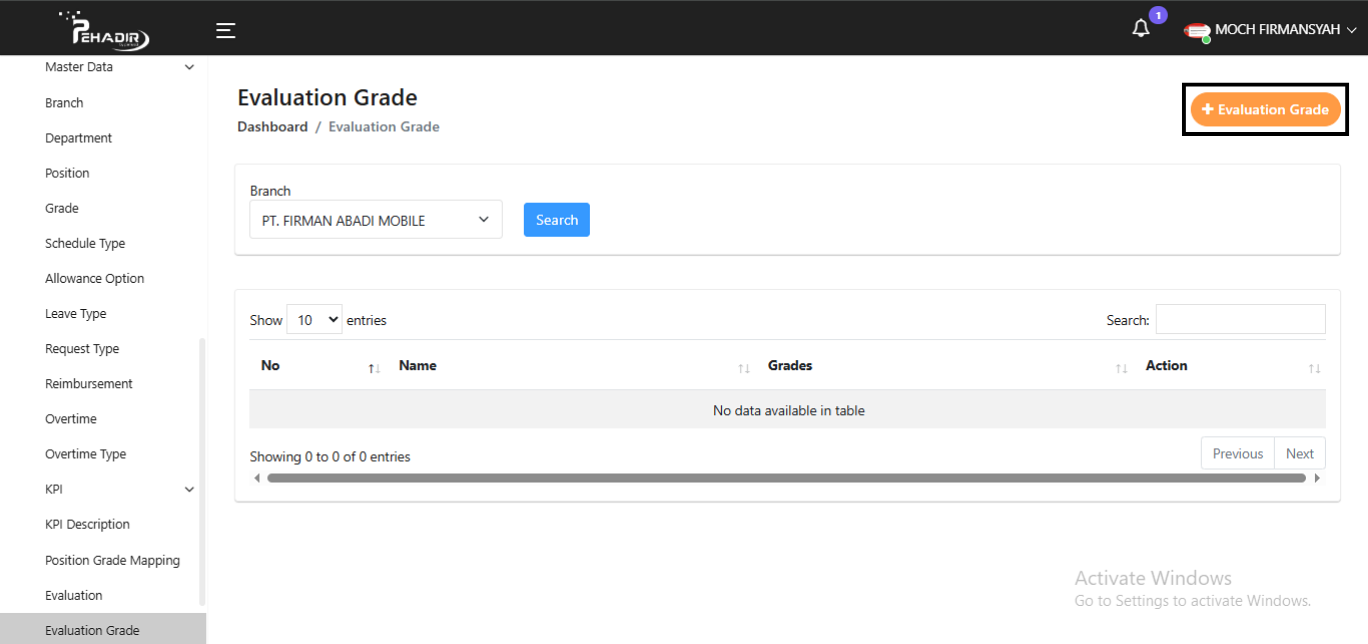 PEHADIR
1
MOCH FIRMANSYAH
Master Data
Branch
Department
Position
Grade
Schedule Type
Allowance Option
Leave Type
Request Type
Reimbursement
Overtime
Overtime Type
KPI
KPI Description
Position Grade Mapping
Evaluation
Evaluation Grade
Evaluation Grade
Dashboard / Evaluation Grade
+ Evaluation Grade
Branch
PT. FIRMAN ABADI MOBILE
Search
Show 10 entries
Search:
No Name Grades Action
No data available in table
Showing 0 to 0 of 0 entries
Previous Next
Activate Windows
Go to Settings to activate Windows.